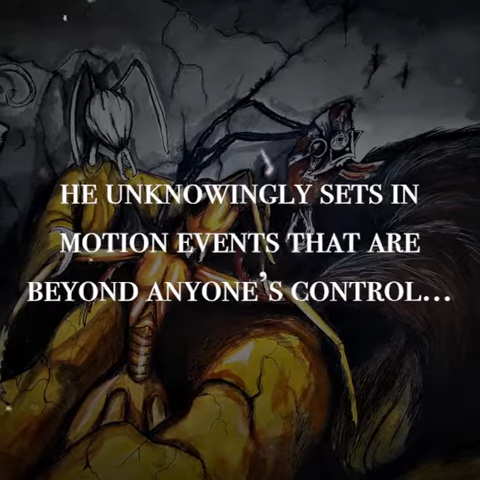 HE UNKNOWINGLY SETS IN
MOTION EVENTS THAT ARE
BEYOND ANYONE'S CONTROL...